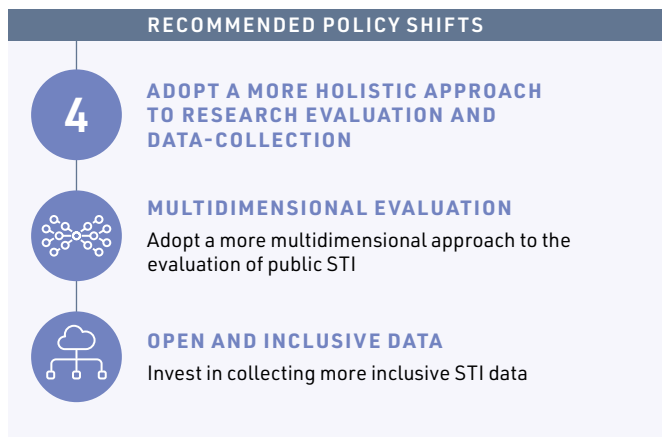 RECOMMENDED POLICY SHIFTS
4
ADOPT A MORE HOLISTIC APPROACH
TO RESEARCH EVALUATION AND
DATA-COLLECTION
MULTIDIMENSIONAL EVALUATION
Adopt a more multidimensional approach to the
evaluation of public STI
OPEN AND INCLUSIVE DATA
Invest in collecting more inclusive STI data